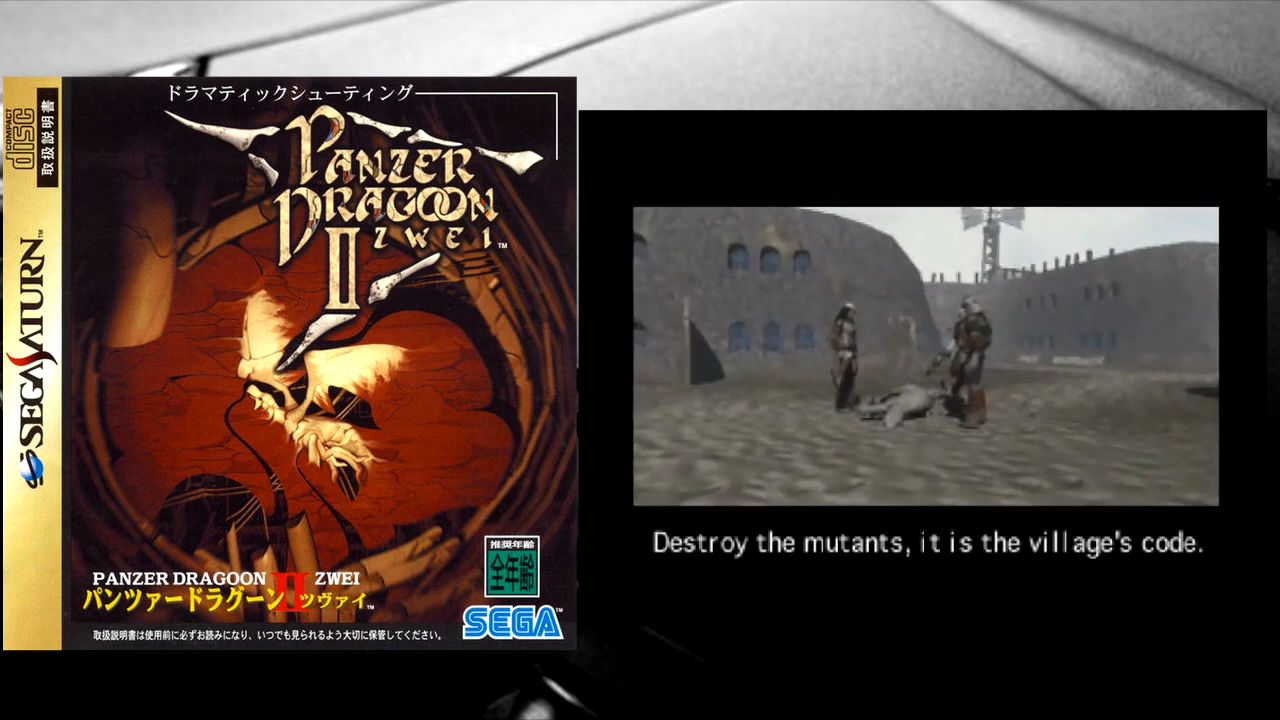 COMPACT
disc
取扱説明書
SEGA SATURN™
ドラマティックシューティング
PANZER
DRAGOON
II ZWEI™
推奨年齢
全年齢
PANZER DRAGOON II ZWEI
パンツァードラグーンII ツヴァイ™
SEGA™
取扱説明書は使用前に必ずお読みになり、いつでも見られるよう大切に保管してください。
Destroy the mutants, it is the village's code.